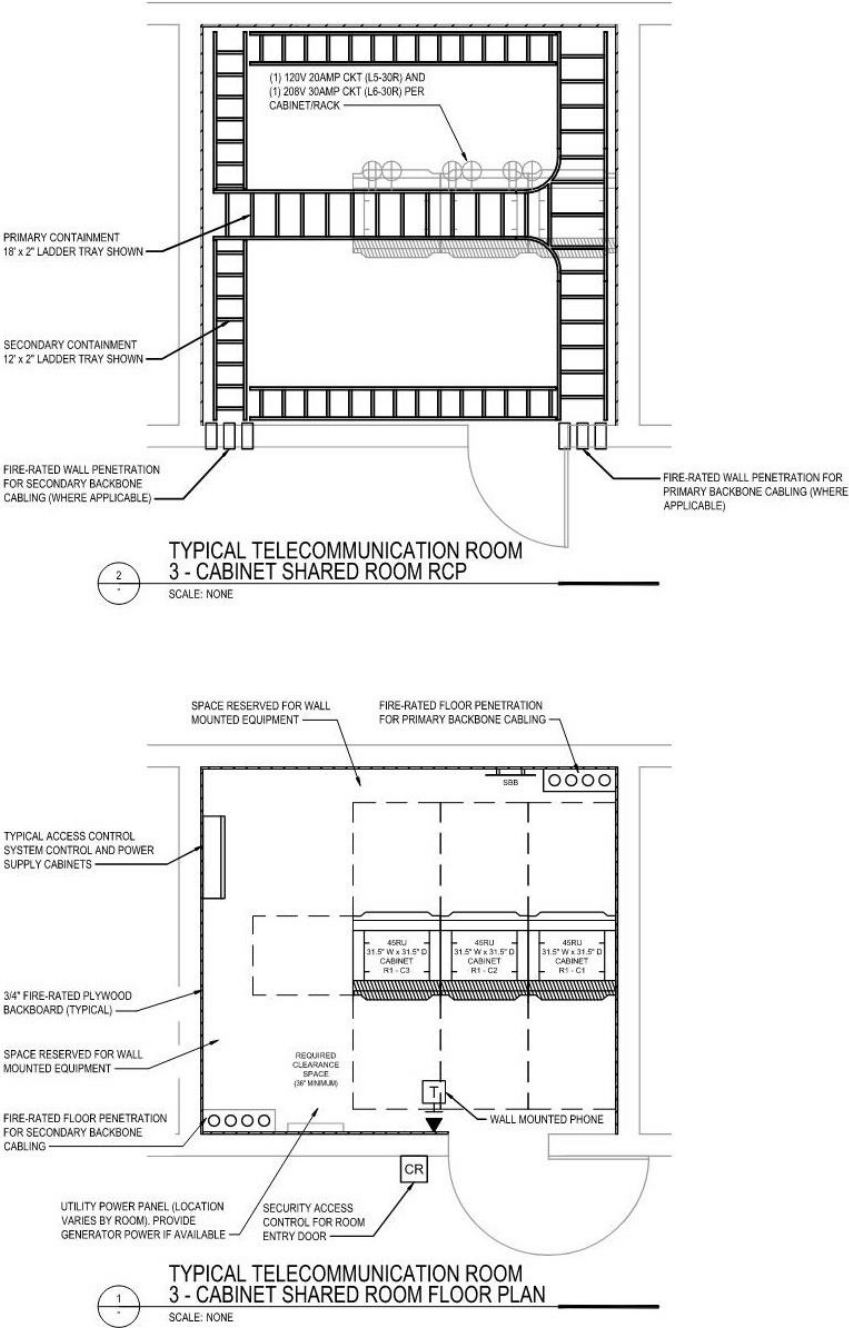 (1) 120V 20AMP CKT (L5-30R) AND
(1) 208V 30AMP CKT (L6-30R) PER
CABINET/RACK
PRIMARY CONTAINMENT
18' x 2" LADDER TRAY SHOWN
SECONDARY CONTAINMENT
12' x 2" LADDER TRAY SHOWN
FIRE-RATED WALL PENETRATION
FOR SECONDARY BACKBONE
CABLING (WHERE APPLICABLE)
FIRE-RATED WALL PENETRATION FOR
PRIMARY BACKBONE CABLING (WHERE
APPLICABLE)
2
-
TYPICAL TELECOMMUNICATION ROOM
3 - CABINET SHARED ROOM RCP
SCALE: NONE
SPACE RESERVED FOR WALL
MOUNTED EQUIPMENT
FIRE-RATED FLOOR PENETRATION
FOR PRIMARY BACKBONE CABLING
SBB
TYPICAL ACCESS CONTROL
SYSTEM CONTROL AND POWER
SUPPLY CABINETS
45RU
31.5" W x 31.5" D
CABINET
R1 - C3
45RU
31.5" W x 31.5" D
CABINET
R1 - C2
45RU
31.5" W x 31.5" D
CABINET
R1 - C1
3/4" FIRE-RATED PLYWOOD
BACKBOARD (TYPICAL)
SPACE RESERVED FOR WALL
MOUNTED EQUIPMENT
REQUIRED
CLEARANCE
SPACE
(36" MINIMUM)
T
WALL MOUNTED PHONE
FIRE-RATED FLOOR PENETRATION
FOR SECONDARY BACKBONE
CABLING
CR
UTILITY POWER PANEL (LOCATION
VARIES BY ROOM). PROVIDE
GENERATOR POWER IF AVAILABLE
SECURITY ACCESS
CONTROL FOR ROOM
ENTRY DOOR
1
-
TYPICAL TELECOMMUNICATION ROOM
3 - CABINET SHARED ROOM FLOOR PLAN
SCALE: NONE